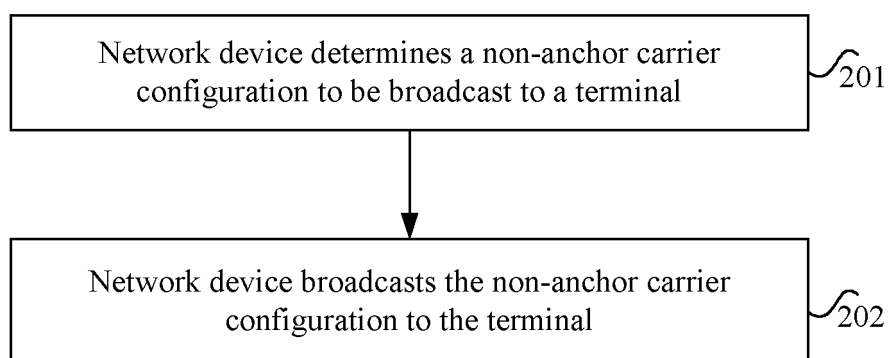 Network device determines a non-anchor carrier
configuration to be broadcast to a terminal
201
Network device broadcasts the non-anchor carrier
configuration to the terminal
202